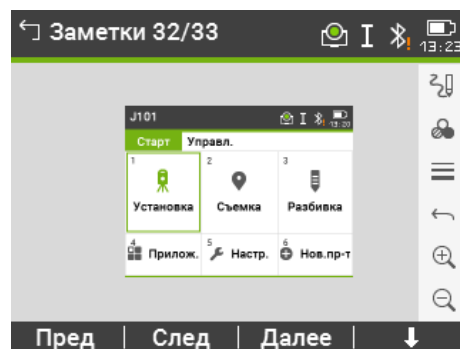 Заметки 32/33
13:23
J101
13:20
Старт Управл.
1 2 3
Установка Съемка Разбивка
4 Прилож. 5 Настр. 6 Нов.пр-т
Пред След Далее